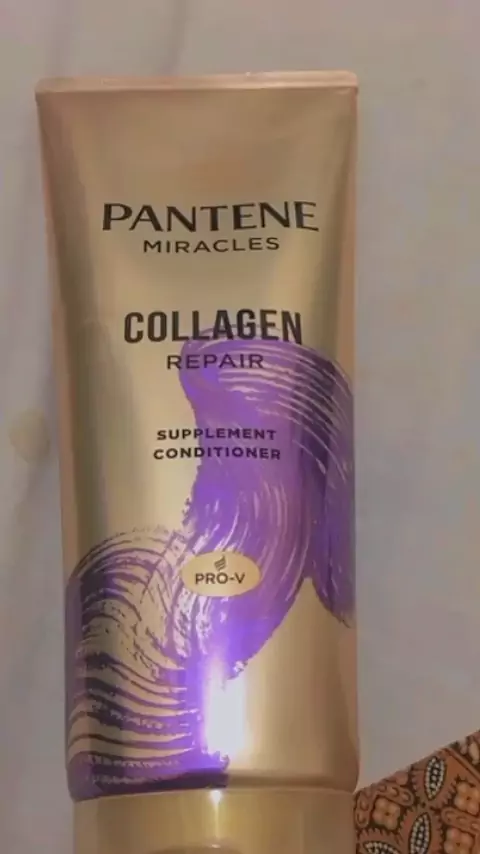 PANTENE
MIRACLES
COLLAGEN
REPAIR
SUPPLEMENT
CONDITIONER
PRO-V